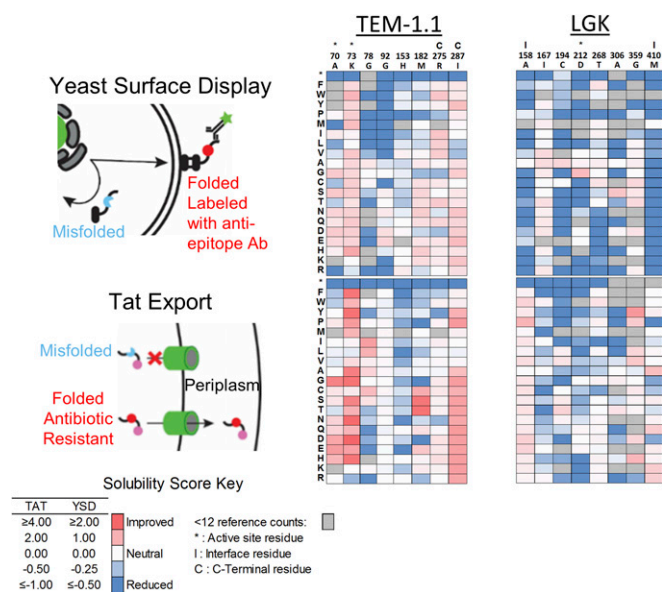 TEM-1.1
LGK
* * C C
70 73 78 92 153 182 275 287
A K G G H M R I
I * I
158 167 194 212 268 306 359 410
A I C D T A G M
Yeast Surface Display
Misfolded
Folded
Labeled
with anti-
epitope Ab
*
F
W
Y
P
M
I
L
V
A
G
C
S
T
N
Q
D
E
H
K
R
Tat Export
Misfolded
Periplasm
Folded
Antibiotic
Resistant
*
F
W
Y
P
M
I
L
V
A
G
C
S
T
N
Q
D
E
H
K
R
Solubility Score Key
TAT YSD
≥4.00 ≥2.00 Improved
2.00 1.00
0.00 0.00 Neutral
-0.50 -0.25
≤-1.00 ≤-0.50 Reduced
<12 reference counts:
* : Active site residue
I : Interface residue
C : C-Terminal residue